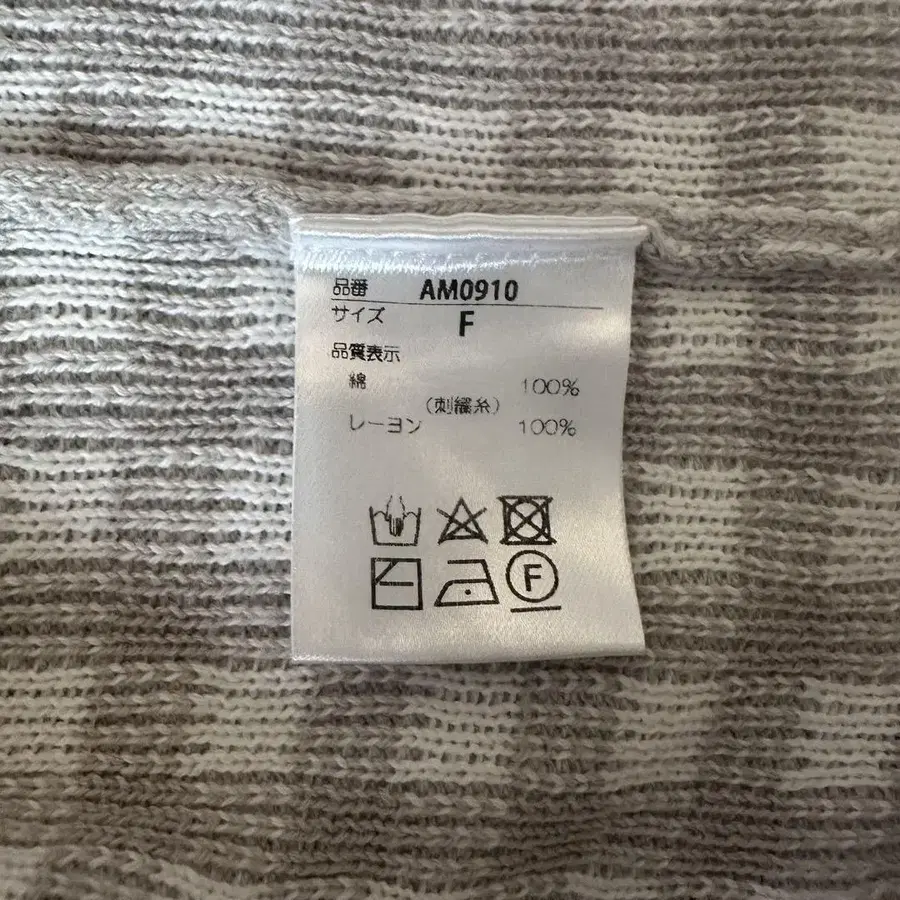 品番 AM0910
サイズ F
品質表示
綿 100%
(刺繍糸)
レーヨン 100%
F